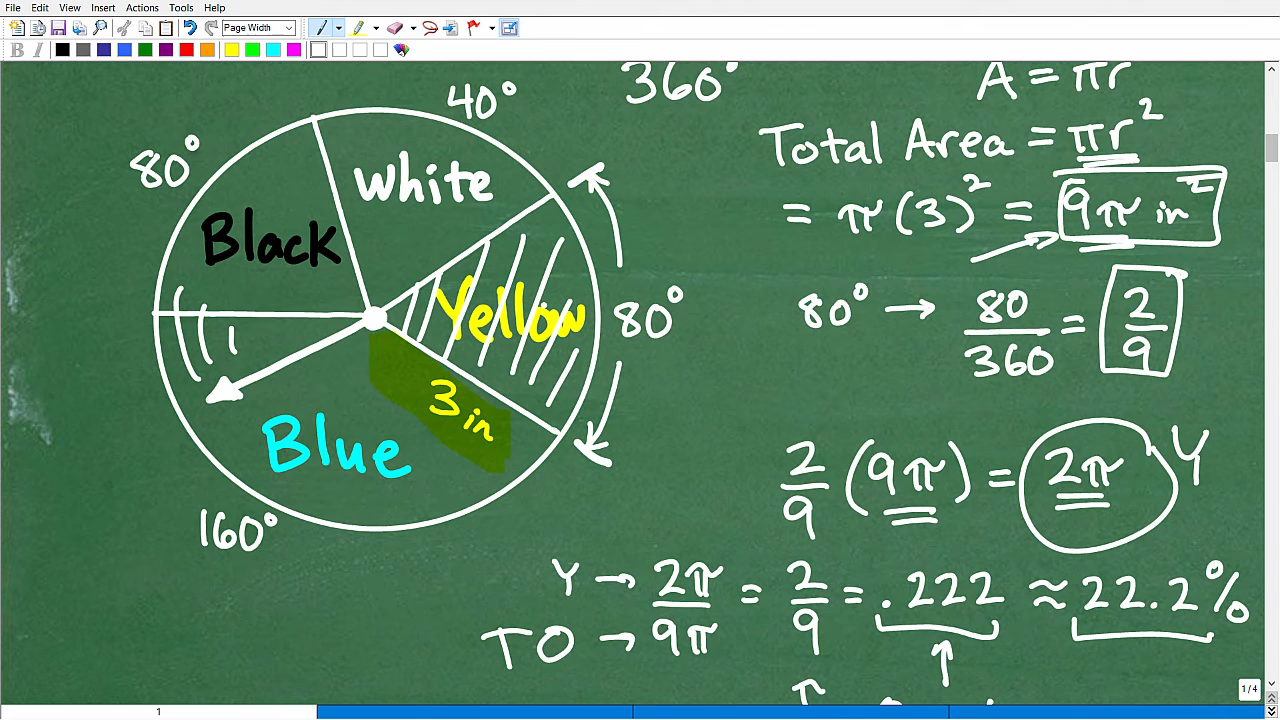 File Edit View Insert Actions Tools Help
Page Width
B I
40°
360°
A = πr
80°
Total Area = πr²
White
= π(3)² = 9π in²
Black
Yellow
80°
80° → 80/360 = 2/9
3 in
Blue
2/9 (9π) = 2π Y
160°
Y → 2π
TO → 9π
= 2/9 = .222 ≈ 22.2%
1/4
1